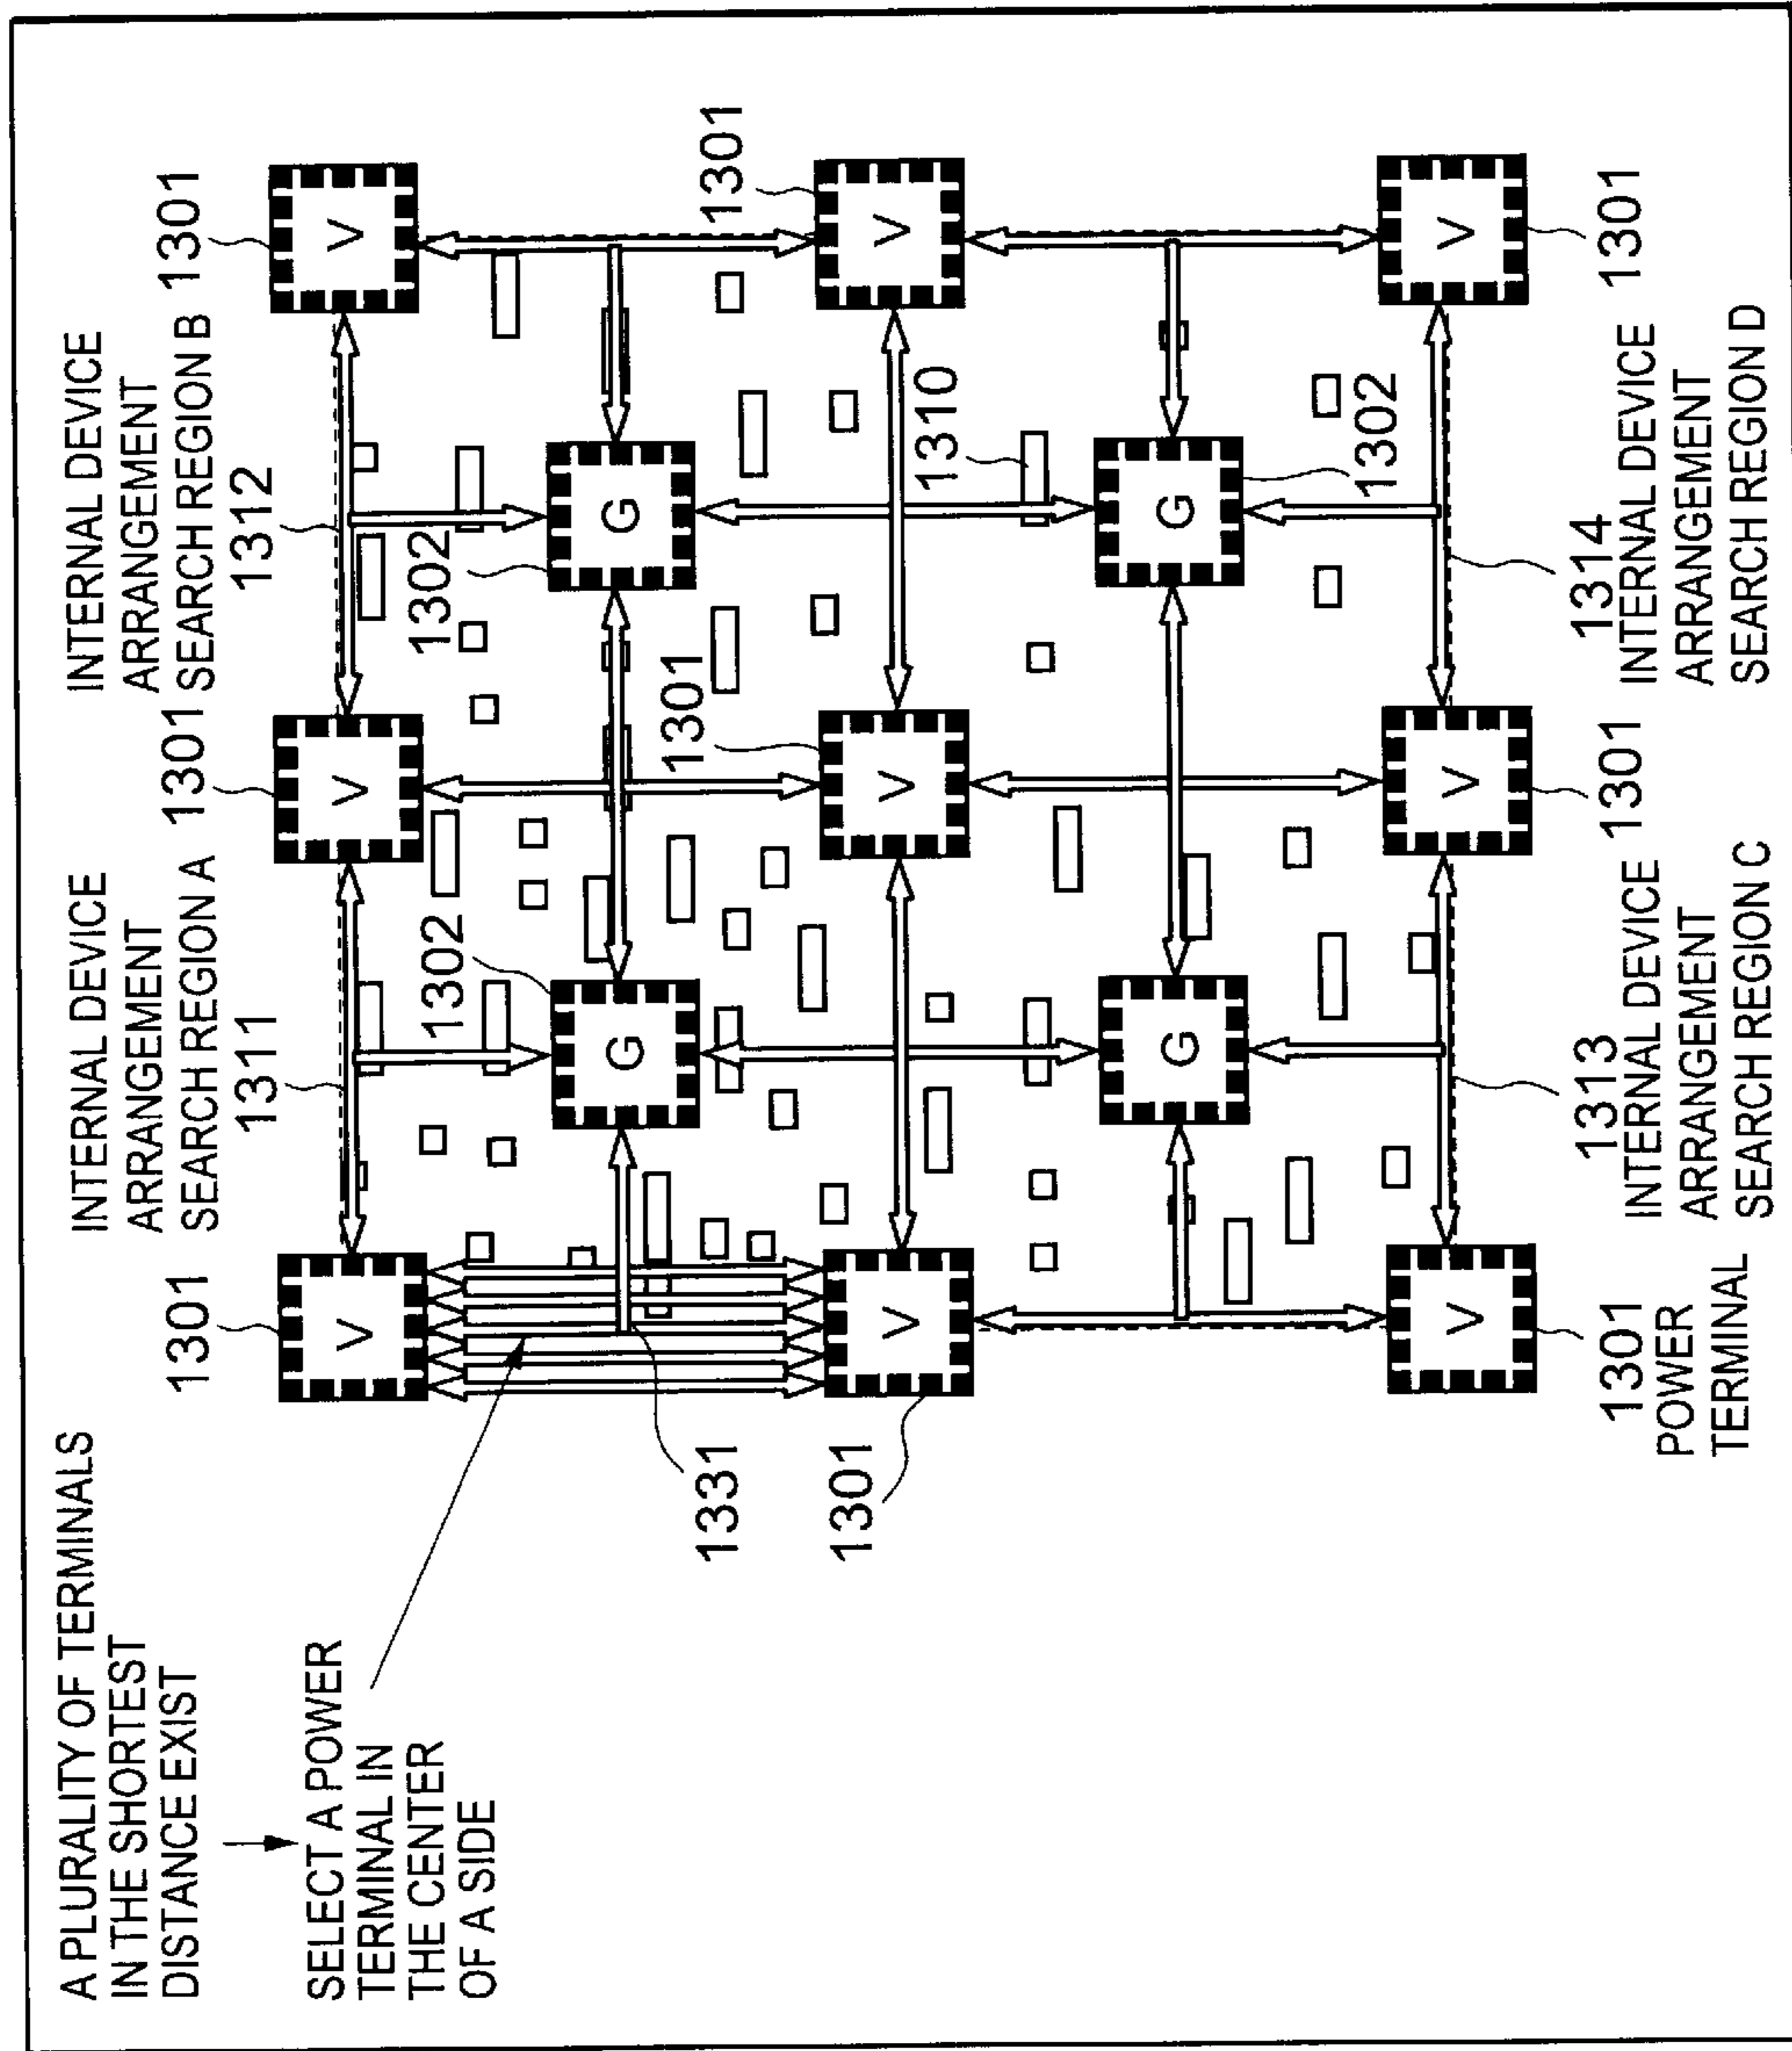 A PLURALITY OF TERMINALS
IN THE SHORTEST
DISTANCE EXIST
SELECT A POWER
TERMINAL IN
THE CENTER
OF A SIDE
INTERNAL DEVICE
ARRANGEMENT
SEARCH REGION A
1311
INTERNAL DEVICE
ARRANGEMENT
SEARCH REGION B
1312
1301
1301
1301
V
V
V
1302
1302
G
G
1331
1301
1301
1301
V
V
V
1310
G
G
1302
V
V
V
1301
POWER
TERMINAL
1313
INTERNAL DEVICE
ARRANGEMENT
SEARCH REGION C
1301
1314
INTERNAL DEVICE
ARRANGEMENT
SEARCH REGION D
1301